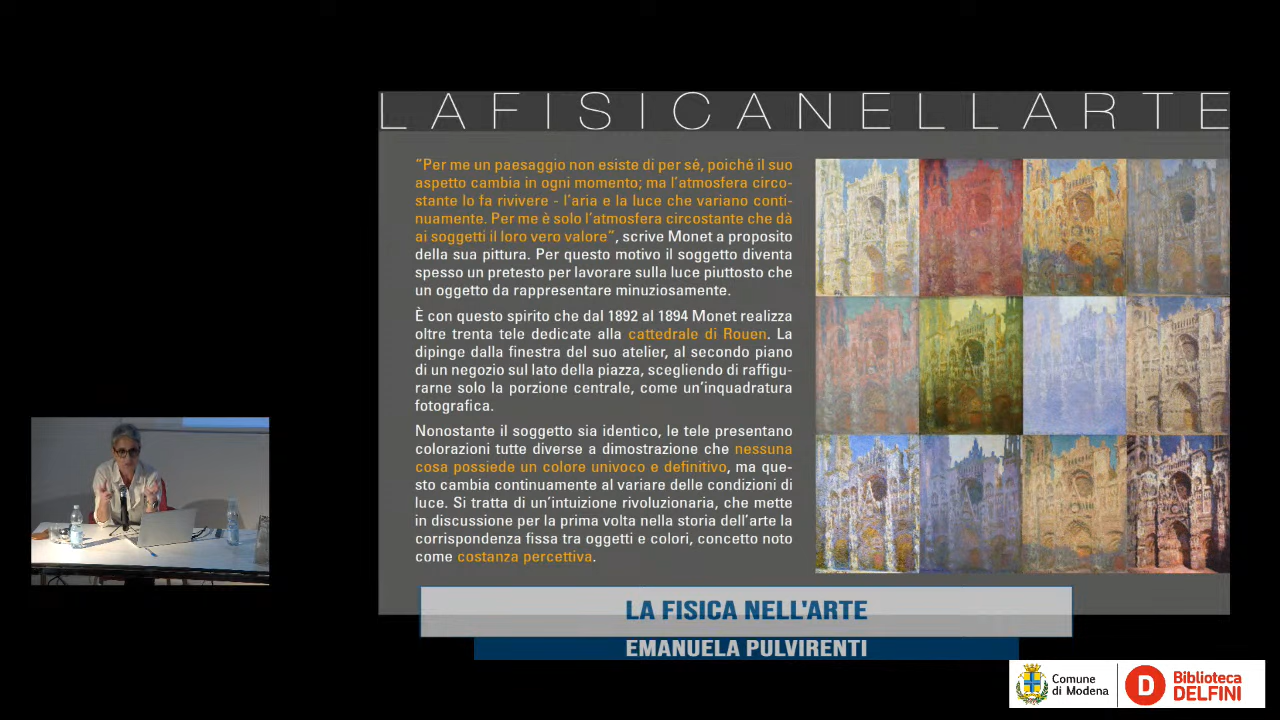 LAFISICANELLARTE
“Per me un paesaggio non esiste di per sé, poiché il suo
aspetto cambia in ogni momento; ma l’atmosfera circo-
stante lo fa rivivere - l’aria e la luce che variano conti-
nuamente. Per me è solo l’atmosfera circostante che dà
ai soggetti il loro vero valore”, scrive Monet a proposito
della sua pittura. Per questo motivo il soggetto diventa
spesso un pretesto per lavorare sulla luce piuttosto che
un oggetto da rappresentare minuziosamente.
È con questo spirito che dal 1892 al 1894 Monet realizza
oltre trenta tele dedicate alla cattedrale di Rouen. La
dipinge dalla finestra del suo atelier, al secondo piano
di un negozio sul lato della piazza, scegliendo di raffigu-
rarne solo la porzione centrale, come un’inquadratura
fotografica.
Nonostante il soggetto sia identico, le tele presentano
colorazioni tutte diverse a dimostrazione che nessuna
cosa possiede un colore univoco e definitivo, ma que-
sto cambia continuamente al variare delle condizioni di
luce. Si tratta di un’intuizione rivoluzionaria, che mette
in discussione per la prima volta nella storia dell’arte la
corrispondenza fissa tra oggetti e colori, concetto noto
come costanza percettiva.
LA FISICA NELL'ARTE
EMANUELA PULVIRENTI
Comune
di Modena
D
Biblioteca
DELFINI